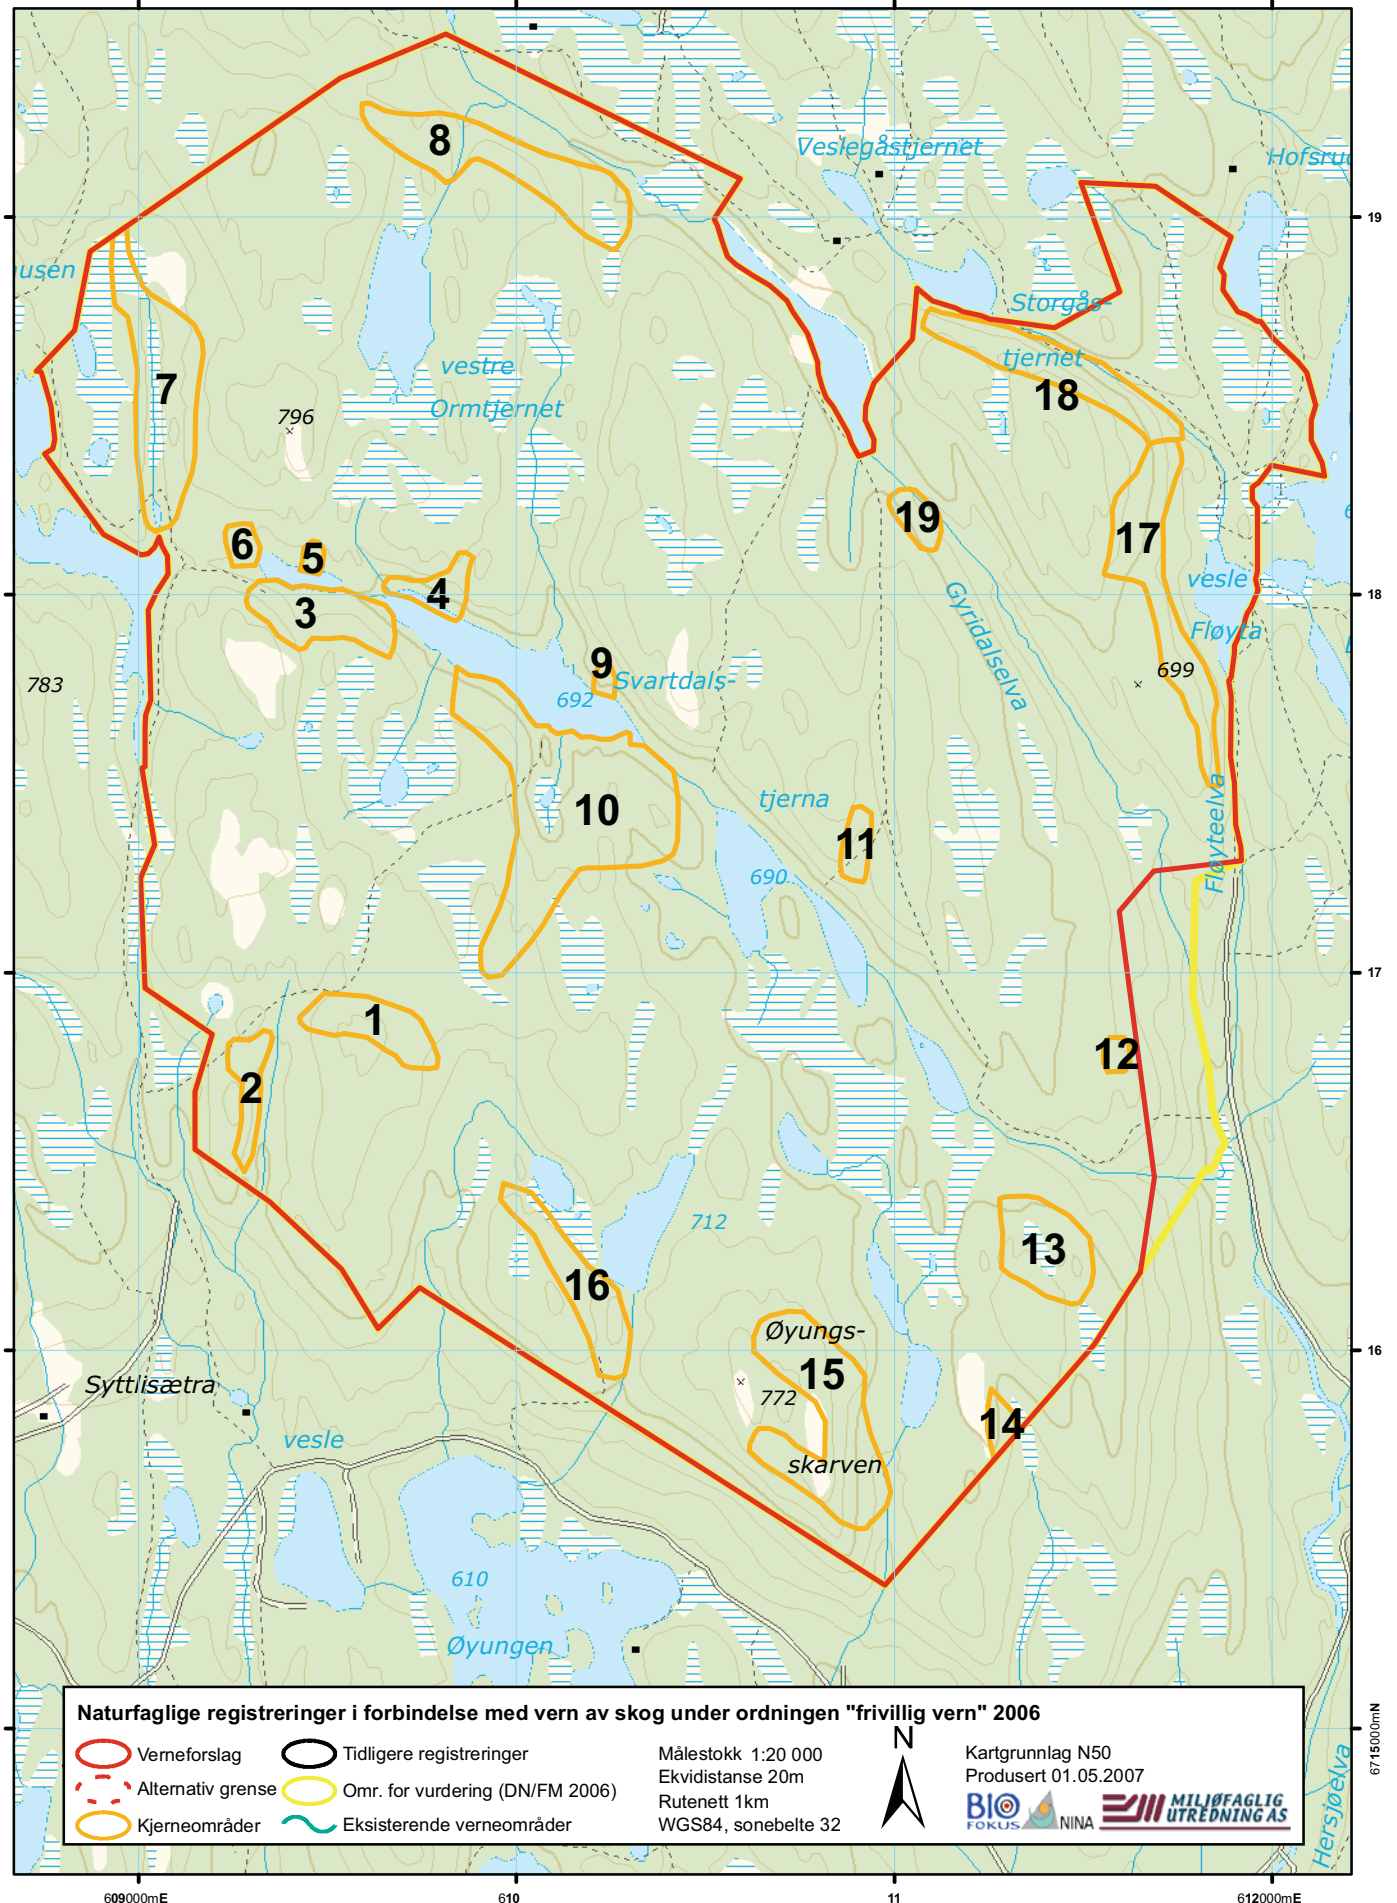 8
Veslegåstjernet
Hofsru
19
usen
Storgås-
tjernet
vestre
18
7
Ormtjernet
796
19
17
6
5
vesle
4
18
3
Gyridalselva
Fløyta
9
699
783
Svartdals-
692
tjerna
10
Fløyteelva
11
690
17
1
12
2
712
13
16
Øyungs-
16
15
Syttlisætra
772
14
vesle
skarven
610
Øyungen
Naturfaglige registreringer i forbindelse med vern av skog under ordningen "frivillig vern" 2006
Verneforslag
Tidligere registreringer
Alternativ grense
Omr. for vurdering (DN/FM 2006)
Kjerneområder
Eksisterende verneområder
Målestokk 1:20 000
Ekvidistanse 20m
Rutenett 1km
WGS84, sonebelte 32
N
Kartgrunnlag N50
Produsert 01.05.2007
BIO
FOKUS
NINA
MILJØFAGLIG
UTREDNING AS
6715000mN
Hersjøelva
609000mE
610
11
612000mE